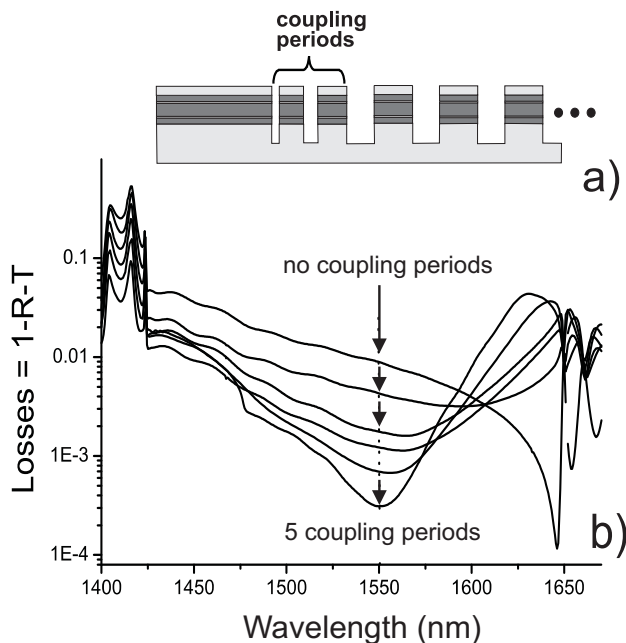 coupling
periods
a)
Losses = 1-R-T
0.1
0.01
1E-3
1E-4
no coupling periods
5 coupling periods
b)
1400 1450 1500 1550 1600 1650
Wavelength (nm)